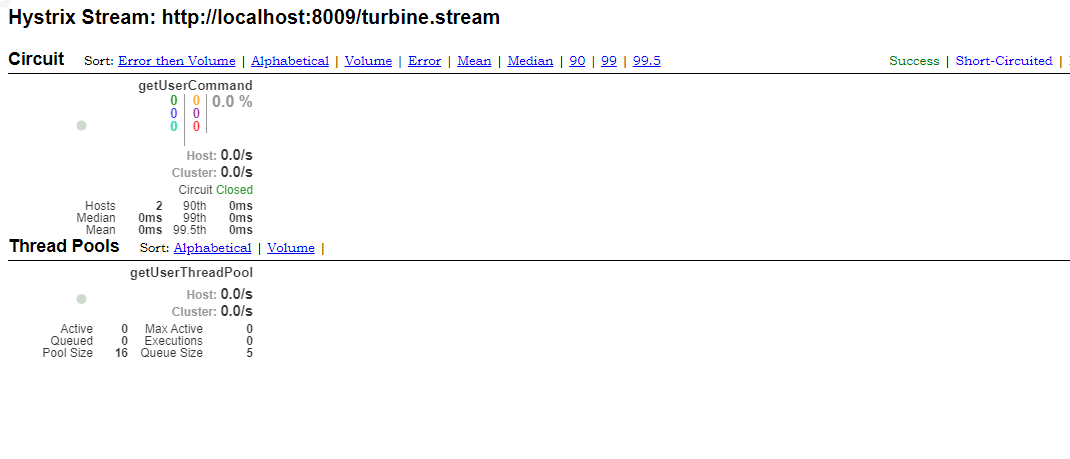 Hystrix Stream: http://localhost:8009/turbine.stream
Circuit Sort: Error then Volume | Alphabetical | Volume | Error | Mean | Median | 90 | 99 | 99.5 Success | Short-Circuited |
getUserCommand
0 0 0.0 %
0 0
0 0
Host: 0.0/s
Cluster: 0.0/s
Circuit Closed
Hosts 2 90th 0ms
Median 0ms 99th 0ms
Mean 0ms 99.5th 0ms
Thread Pools Sort: Alphabetical | Volume |
getUserThreadPool
Host: 0.0/s
Cluster: 0.0/s
Active 0 Max Active 0
Queued 0 Executions 0
Pool Size 16 Queue Size 5